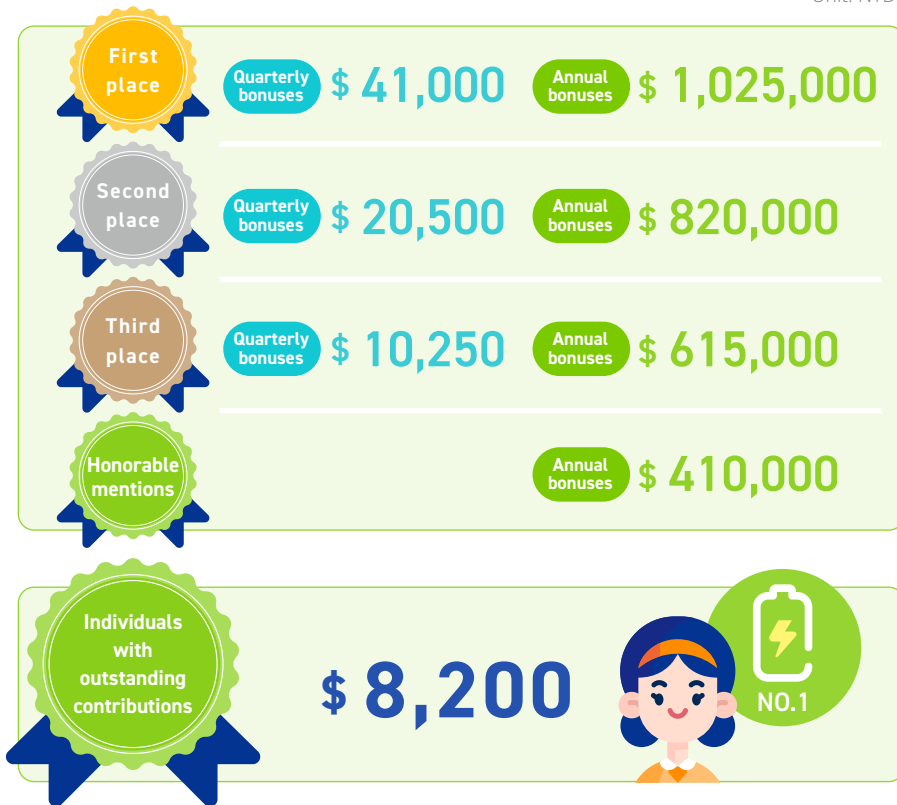 First
place
Quarterly
bonuses
$ 41,000
Annual
bonuses
$ 1,025,000
Second
place
Quarterly
bonuses
$ 20,500
Annual
bonuses
$ 820,000
Third
place
Quarterly
bonuses
$ 10,250
Annual
bonuses
$ 615,000
Honorable
mentions
Annual
bonuses
$ 410,000
Individuals
with
outstanding
contributions
$ 8,200
NO.1